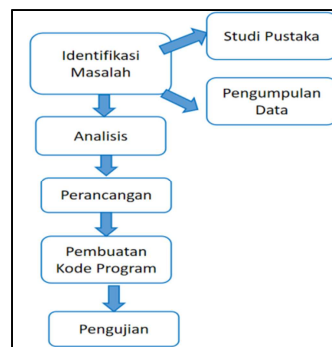 Identifikasi
Masalah
Studi Pustaka
Pengumpulan
Data
Analisis
Perancangan
Pembuatan
Kode Program
Pengujian